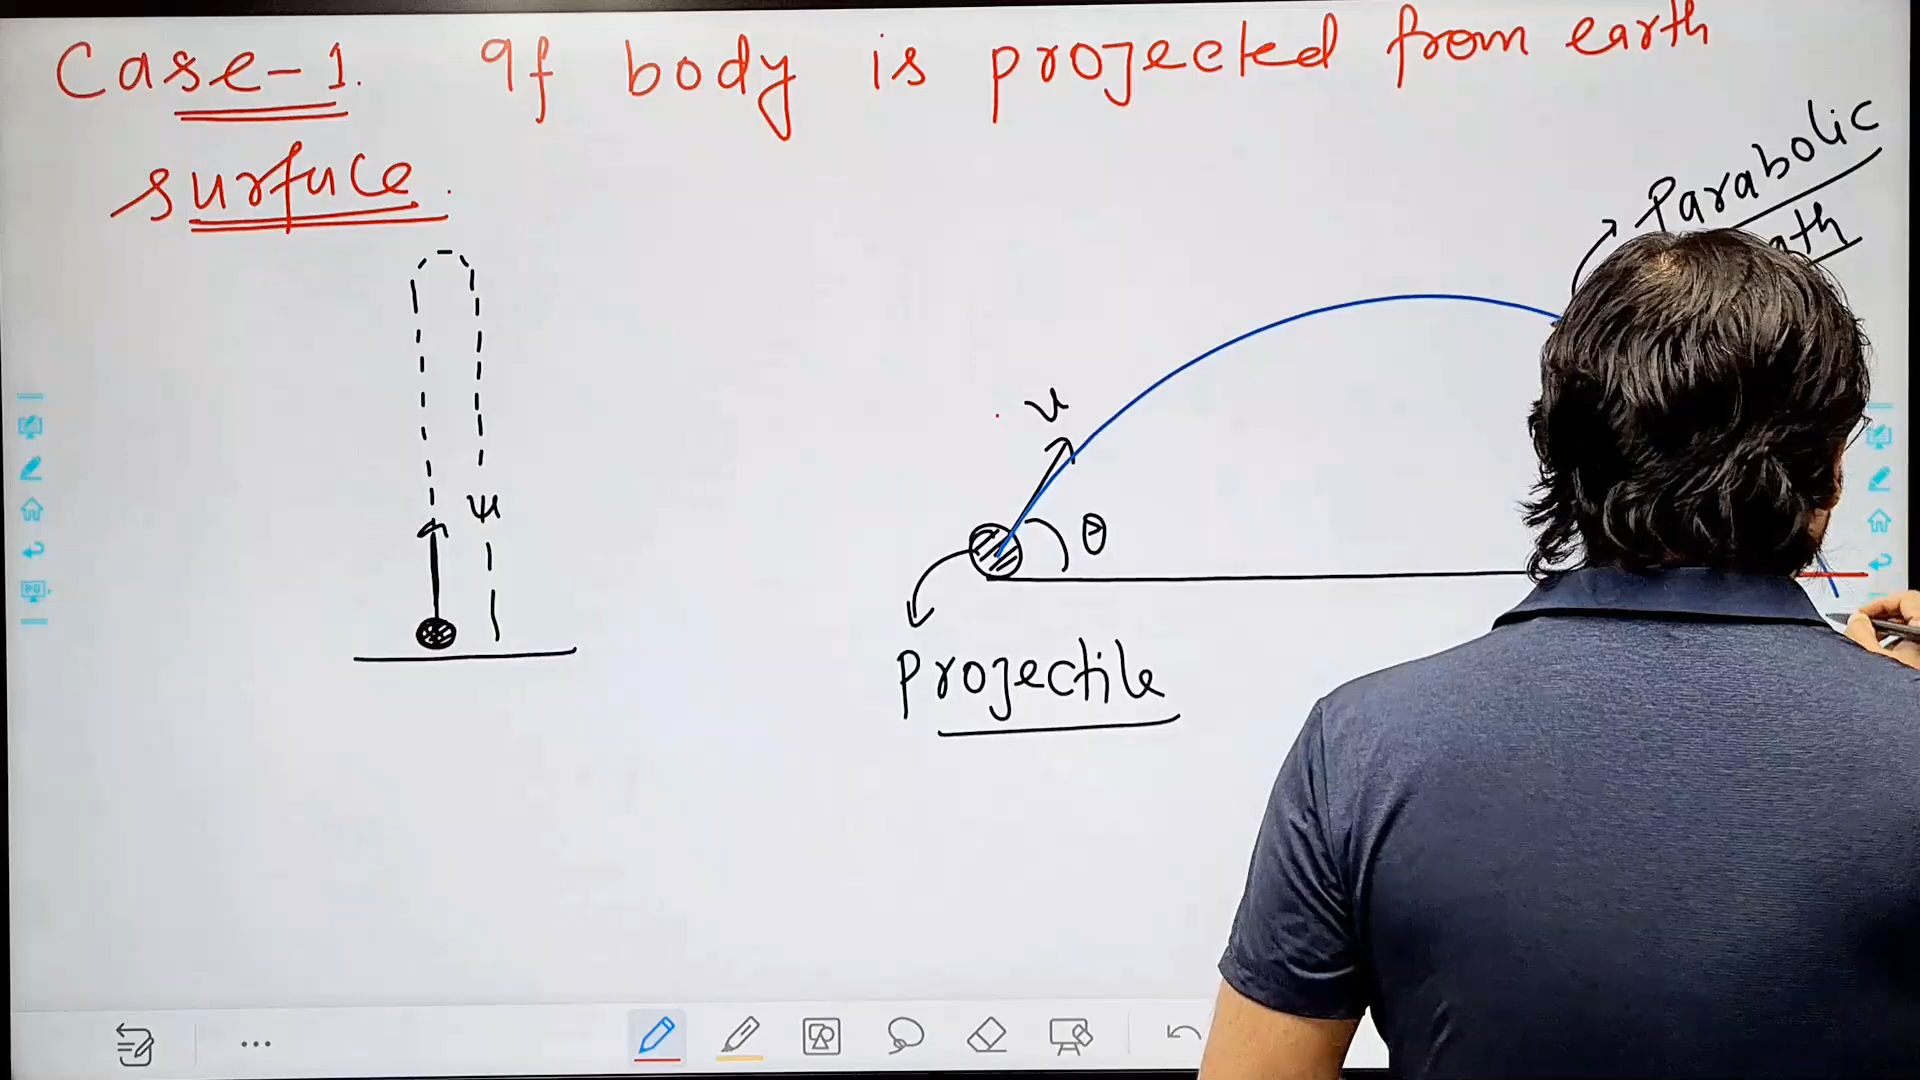 Case-1. If body is projected from earth
surface.
Parabolic
u
θ
Projectile